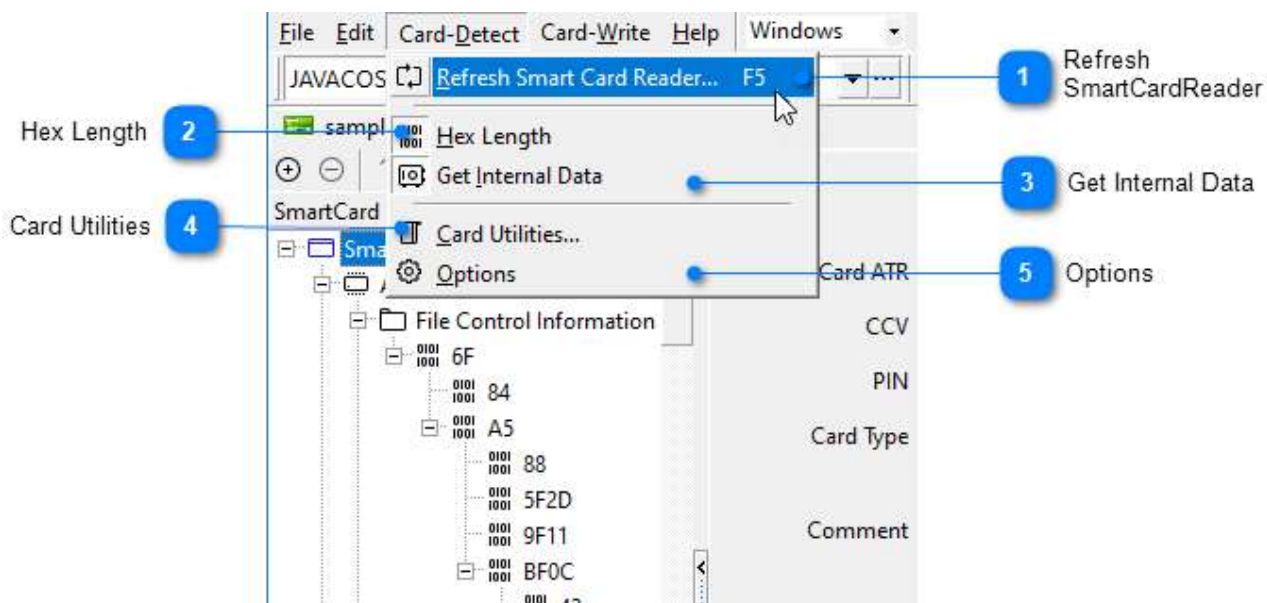 File Edit Card-Detect Card-Write Help Windows
JAVACOS
Refresh Smart Card Reader... F5
1
Refresh
SmartCardReader
Hex Length
2
sampl
Hex Length
Get Internal Data
3
Get Internal Data
SmartCard
Card Utilities
4
Card Utilities...
Sma
Options
5
Options
Card ATR
File Control Information
CCV
6F
PIN
84
A5
Card Type
88
5F2D
9F11
Comment
BF0C